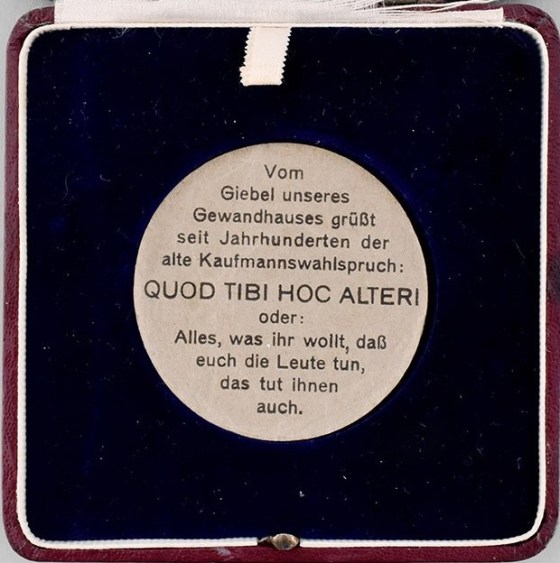 Vom
Giebel unseres
Gewandhauses grüßt
seit Jahrhunderten der
alte Kaufmannswahlspruch:
QUOD TIBI HOC ALTERI
oder:
Alles, was ihr wollt, daß
euch die Leute tun,
das tut ihnen
auch.